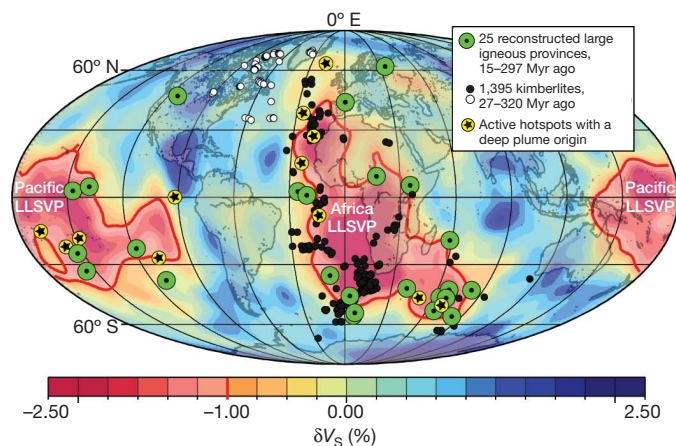 0° E
60° N
25 reconstructed large
igneous provinces,
15–297 Myr ago
1,395 kimberlites,
27–320 Myr ago
Active hotspots with a
deep plume origin
Pacific
LLSVP
Africa
LLSVP
Pacific
LLSVP
60° S
–2.50
–1.00
0.00
2.50
δVS (%)